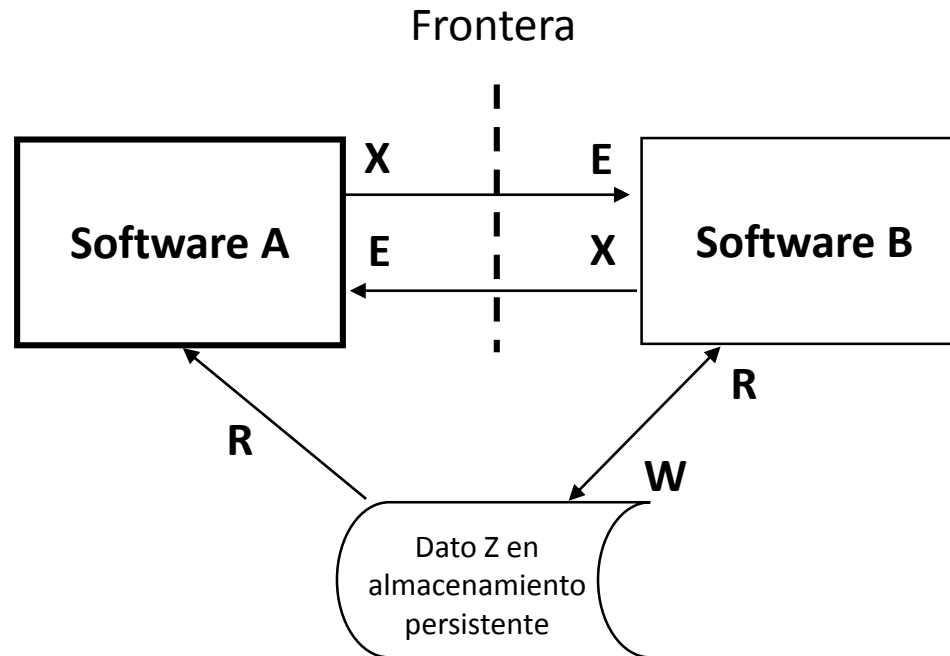 Frontera
X
E
Software A
E
X
Software B
R
R
W
Dato Z en
almacenamiento
persistente